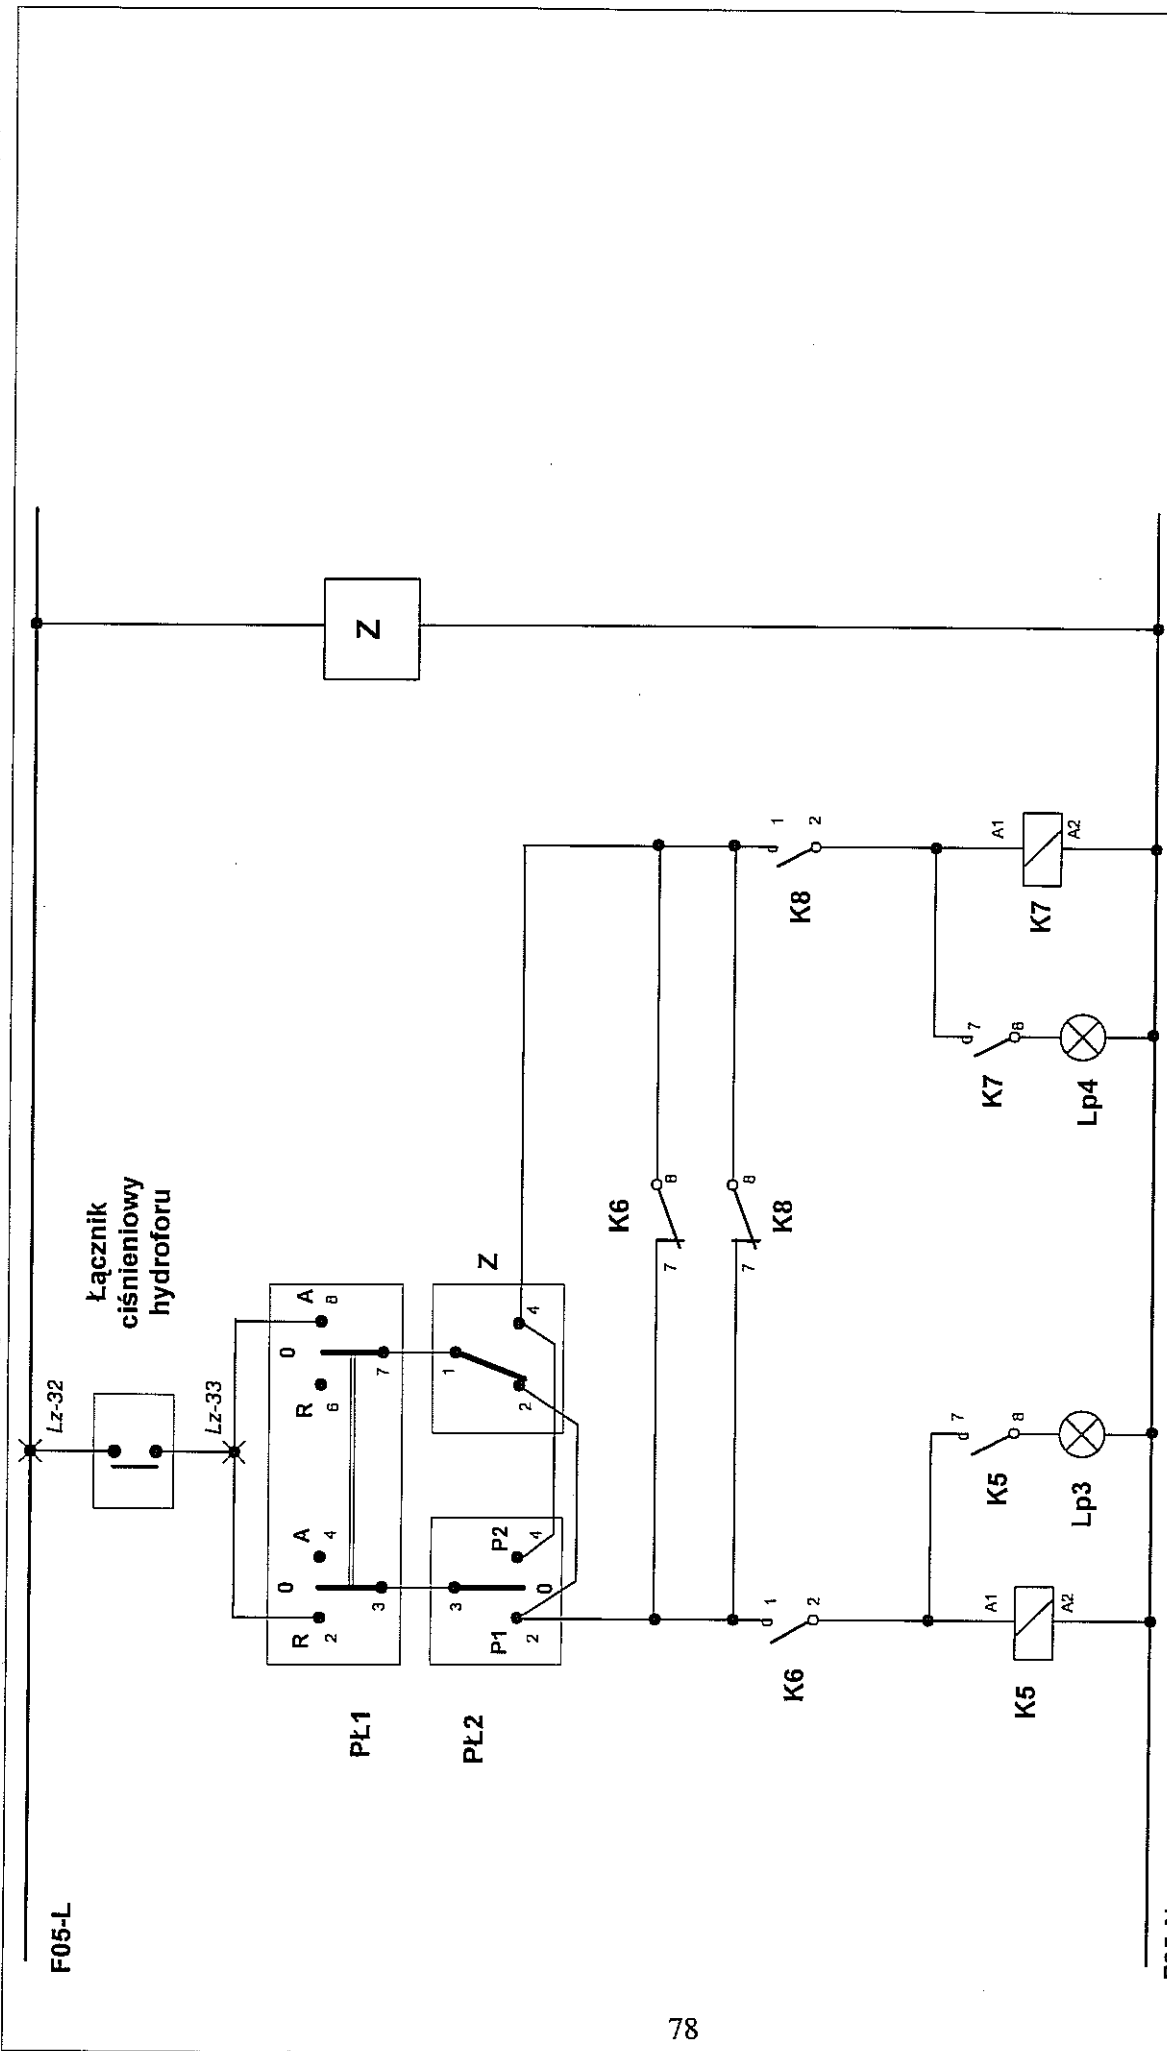 F05-L
Lz-32
Łącznik
ciśnieniowy
hydroforu
Lz-33
PŁ1
R
0
A
R
0
A
2
3
4
6
7
8
PŁ2
P1
P2
0
2
3
4
Z
1
2
4
Z
K6
7
8
K8
7
8
K6
1
2
K8
1
2
K5
7
8
Lp3
K5
A1
A2
K7
7
8
Lp4
K7
A1
A2
78